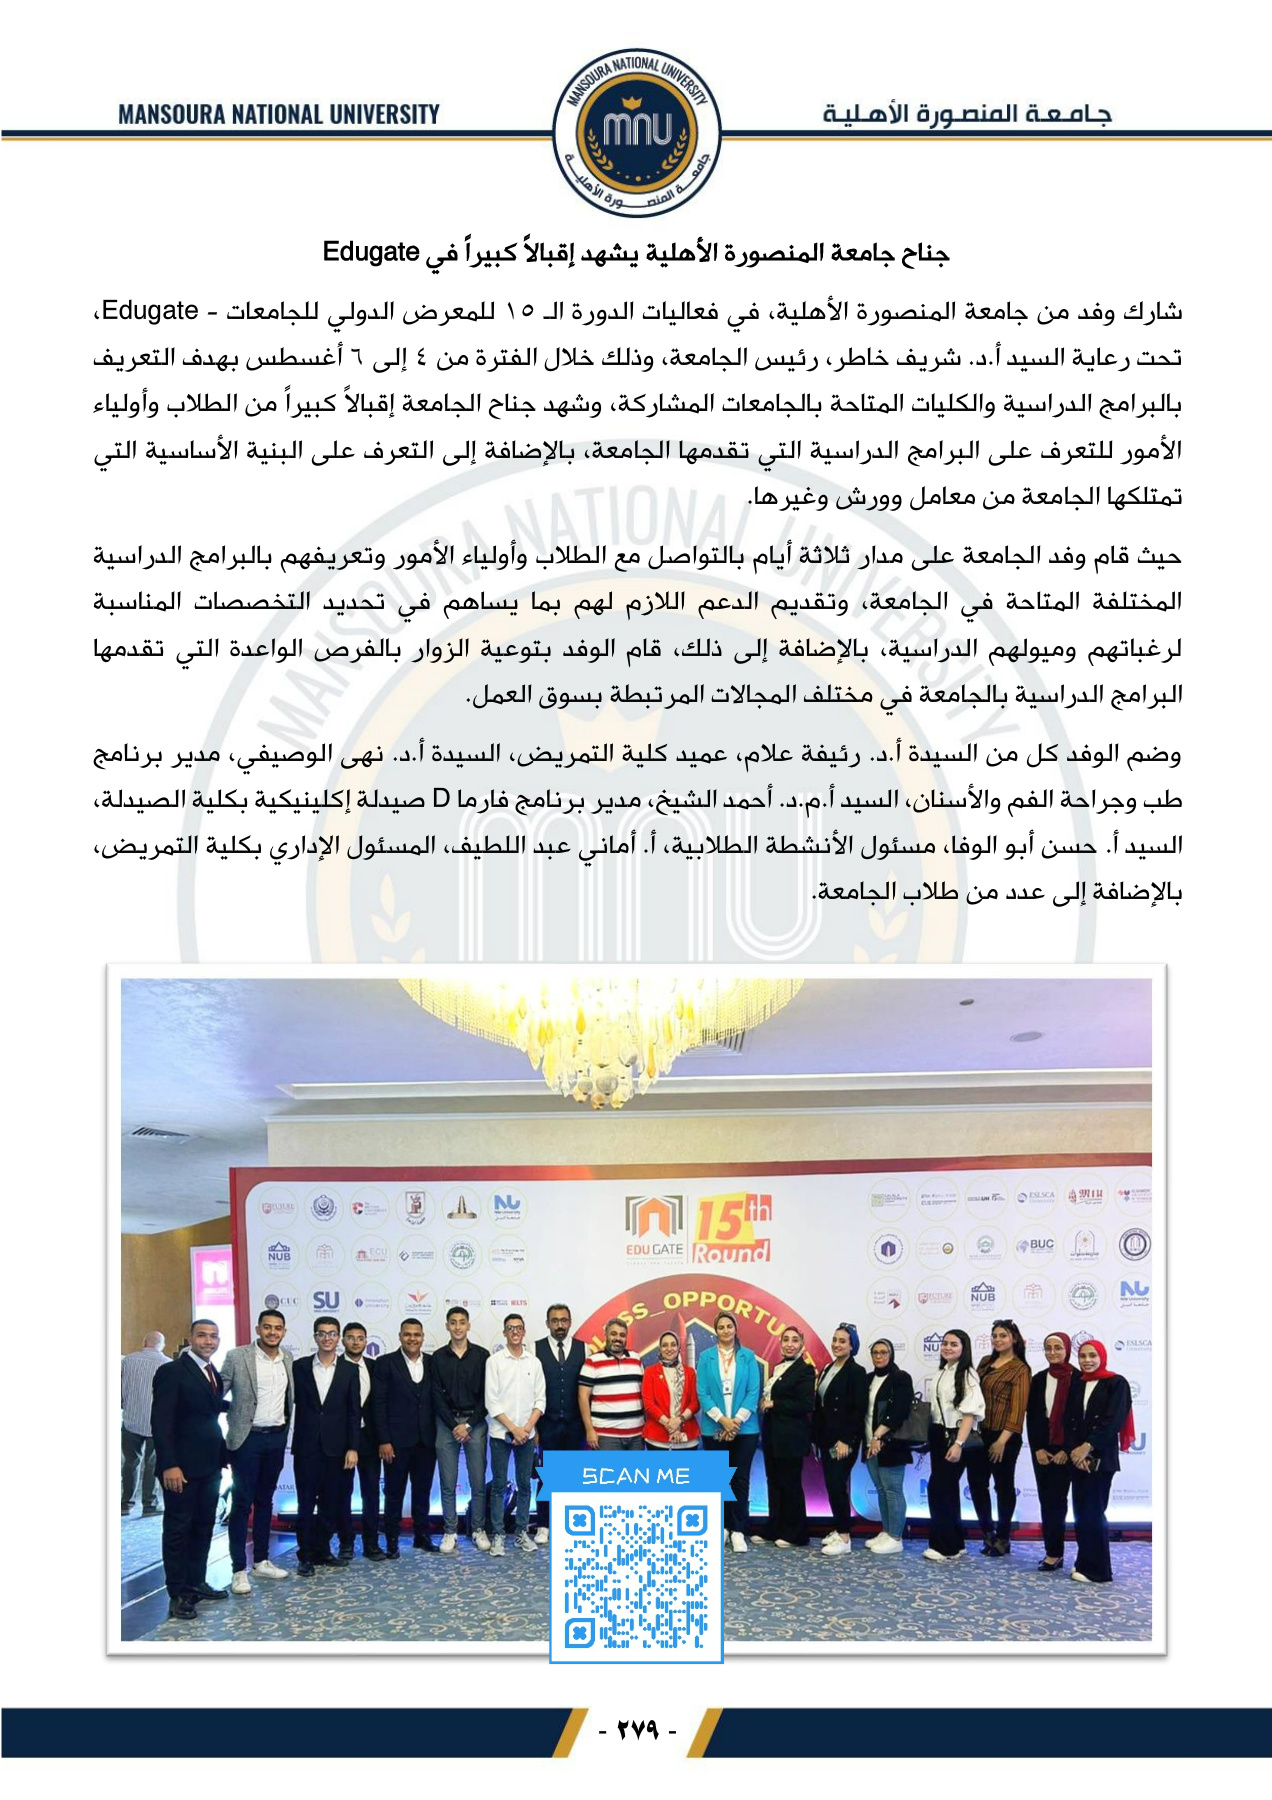 MANSOURA NATIONAL UNIVERSITY
جامعة المنصورة الأهلية
MANSOURA NATIONAL UNIVERSITY
mnu
جامعة المنصورة الأهلية
جناح جامعة المنصورة الأهلية يشهد إقبالاً كبيراً في Edugate
شارك وفد من جامعة المنصورة الأهلية، في فعاليات الدورة الـ ١٥ للمعرض الدولي للجامعات - Edugate،
تحت رعاية السيد أ.د. شريف خاطر، رئيس الجامعة، وذلك خلال الفترة من ٤ إلى ٦ أغسطس بهدف التعريف
بالبرامج الدراسية والكليات المتاحة بالجامعات المشاركة، وشهد جناح الجامعة إقبالاً كبيراً من الطلاب وأولياء
الأمور للتعرف على البرامج الدراسية التي تقدمها الجامعة، بالإضافة إلى التعرف على البنية الأساسية التي
تمتلكها الجامعة من معامل وورش وغيرها.
حيث قام وفد الجامعة على مدار ثلاثة أيام بالتواصل مع الطلاب وأولياء الأمور وتعريفهم بالبرامج الدراسية
المختلفة المتاحة في الجامعة، وتقديم الدعم اللازم لهم بما يساهم في تحديد التخصصات المناسبة
لرغباتهم وميولهم الدراسية، بالإضافة إلى ذلك، قام الوفد بتوعية الزوار بالفرص الواعدة التي تقدمها
البرامج الدراسية بالجامعة في مختلف المجالات المرتبطة بسوق العمل.
وضم الوفد كل من السيدة أ.د. رئيفة علام، عميد كلية التمريض، السيدة أ.د. نهى الوصيفي، مدير برنامج
طب وجراحة الفم والأسنان، السيد أ.م.د. أحمد الشيخ، مدير برنامج فارما D صيدلة إكلينيكية بكلية الصيدلة،
السيد أ. حسن أبو الوفا، مسئول الأنشطة الطلابية، أ. أماني عبد اللطيف، المسئول الإداري بكلية التمريض،
بالإضافة إلى عدد من طلاب الجامعة.
EDU GATE
15th
Round
OPPORTU
NU
NUB
ECU
CUC
SU
IELTS
ESLSCA
BUC
NUB
NU
ESLSCA
SCAN ME
- ٢٧٩ -